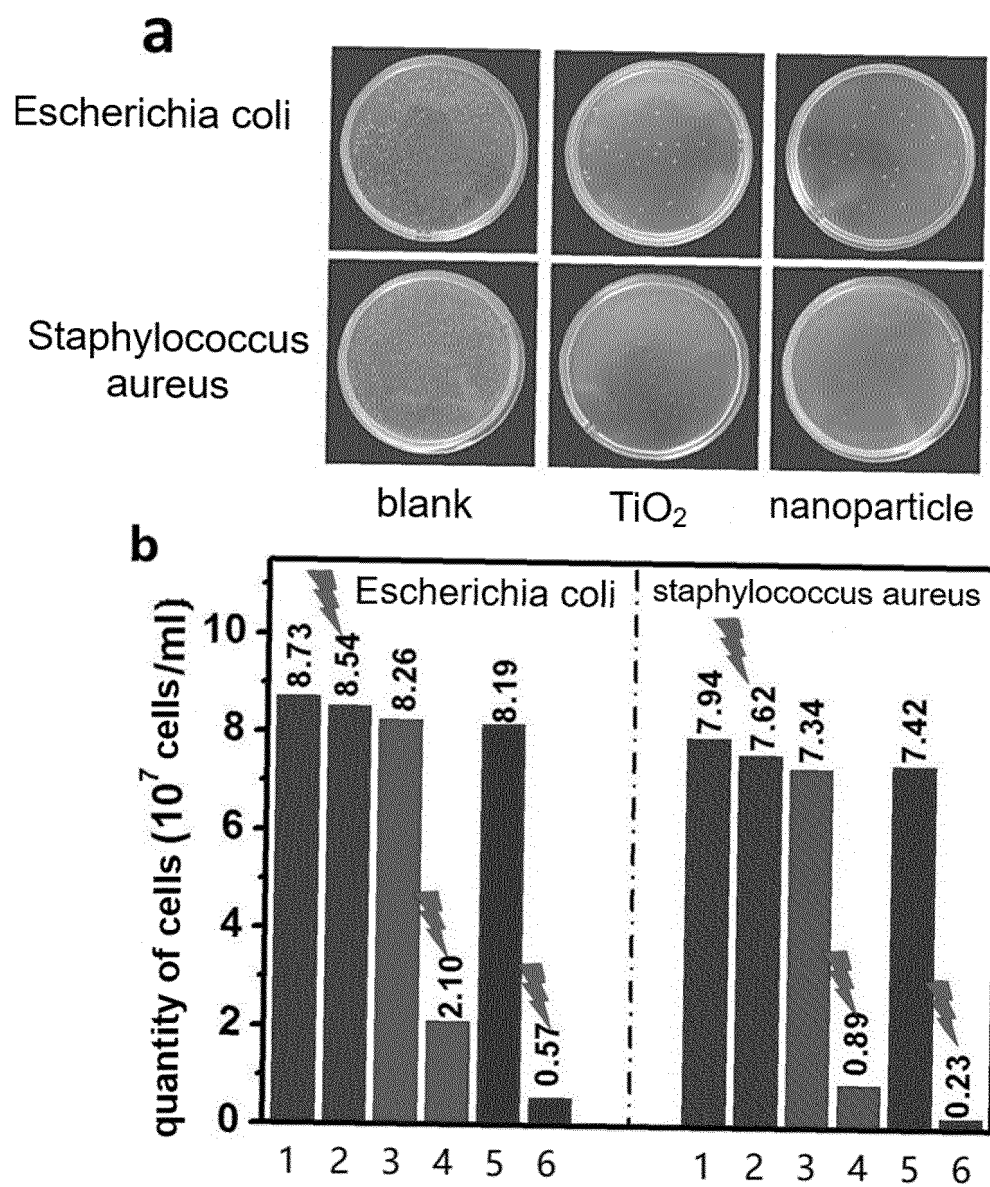 a
Escherichia coli
Staphylococcus
aureus
blank
TiO₂
nanoparticle
b
quantity of cells (10⁷ cells/ml)
10
8
6
4
2
0
Escherichia coli
staphylococcus aureus
8.73
8.54
8.26
2.10
8.19
0.57
7.94
7.62
7.34
0.89
7.42
0.23
1 2 3 4 5 6
1 2 3 4 5 6